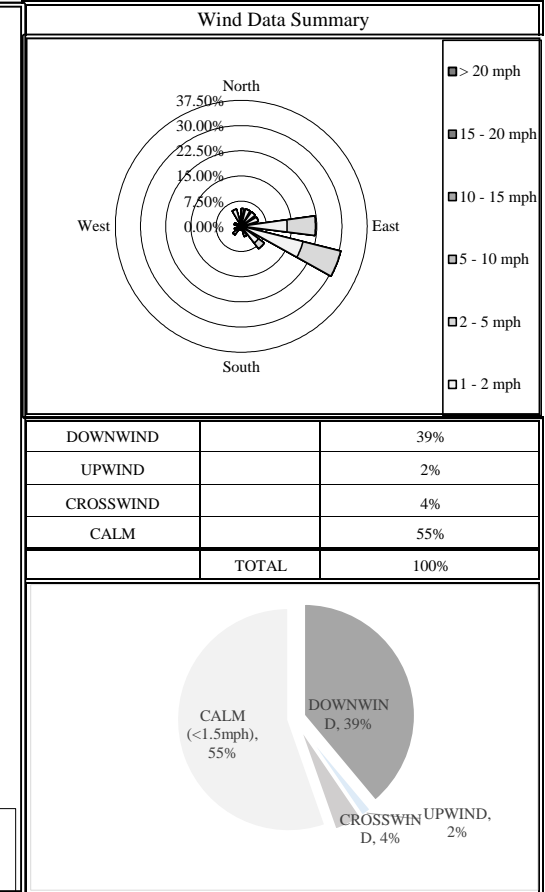 Wind Data Summary
North
37.50%
30.00%
22.50%
15.00%
7.50%
0.00%
West
East
South
> 20 mph
15 - 20 mph
10 - 15 mph
5 - 10 mph
2 - 5 mph
1 - 2 mph
DOWNWIND 39%
UPWIND 2%
CROSSWIND 4%
CALM 55%
TOTAL 100%
DOWNWIN
D, 39%
CALM
(<1.5mph),
55%
CROSSWIN
D, 4%
UPWIND,
2%